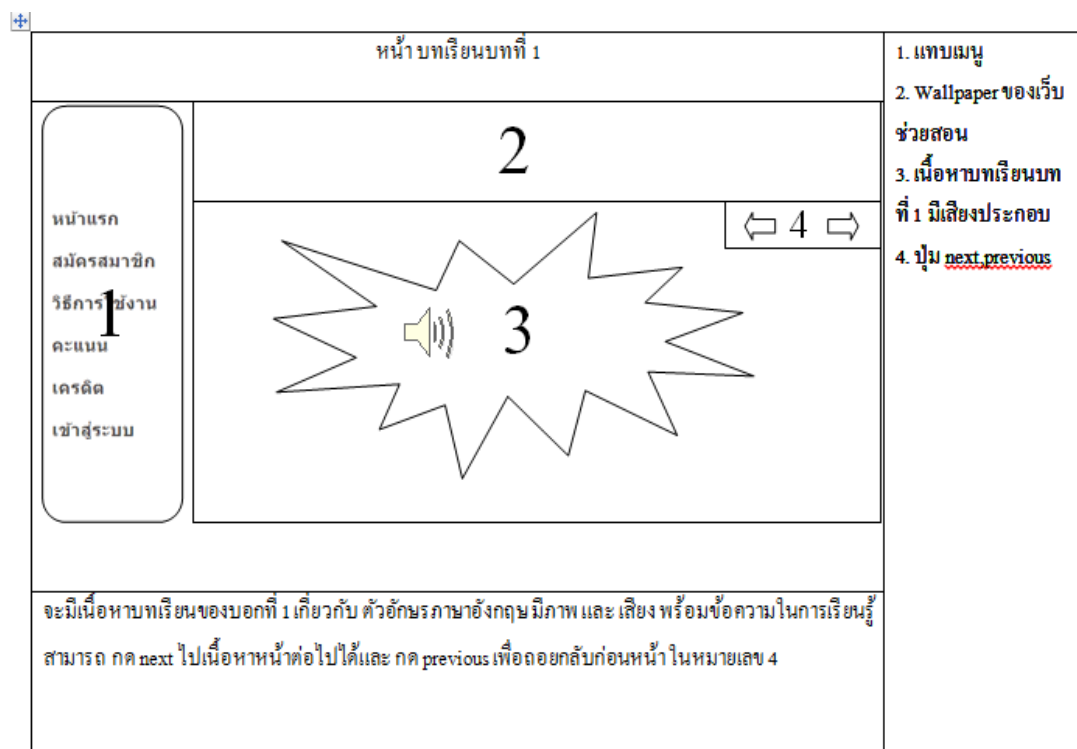 หน้า บทเรียนบทที่ 1
1. แทบเมนู
2. Wallpaper ของเว็บ
ช่วยสอน
3. เนื้อหาบทเรียนบท
ที่ 1 มีเสียงประกอบ
4. ปุ่ม next,previous
2
4
หน้าแรก
สมัครสมาชิก
วิธีการใช้งาน
คะแนน
เครดิต
เข้าสู่ระบบ
1
3
จะมีเนื้อหาบทเรียนของบอกที่ 1 เกี่ยวกับ ตัวอักษรภาษาอังกฤษ มีภาพ และ เสียง พร้อมข้อความในการเรียนรู้
สามารถ กด next ไปเนื้อหาหน้าต่อไปได้และ กด previous เพื่อถอยกลับก่อนหน้า ในหมายเลข 4